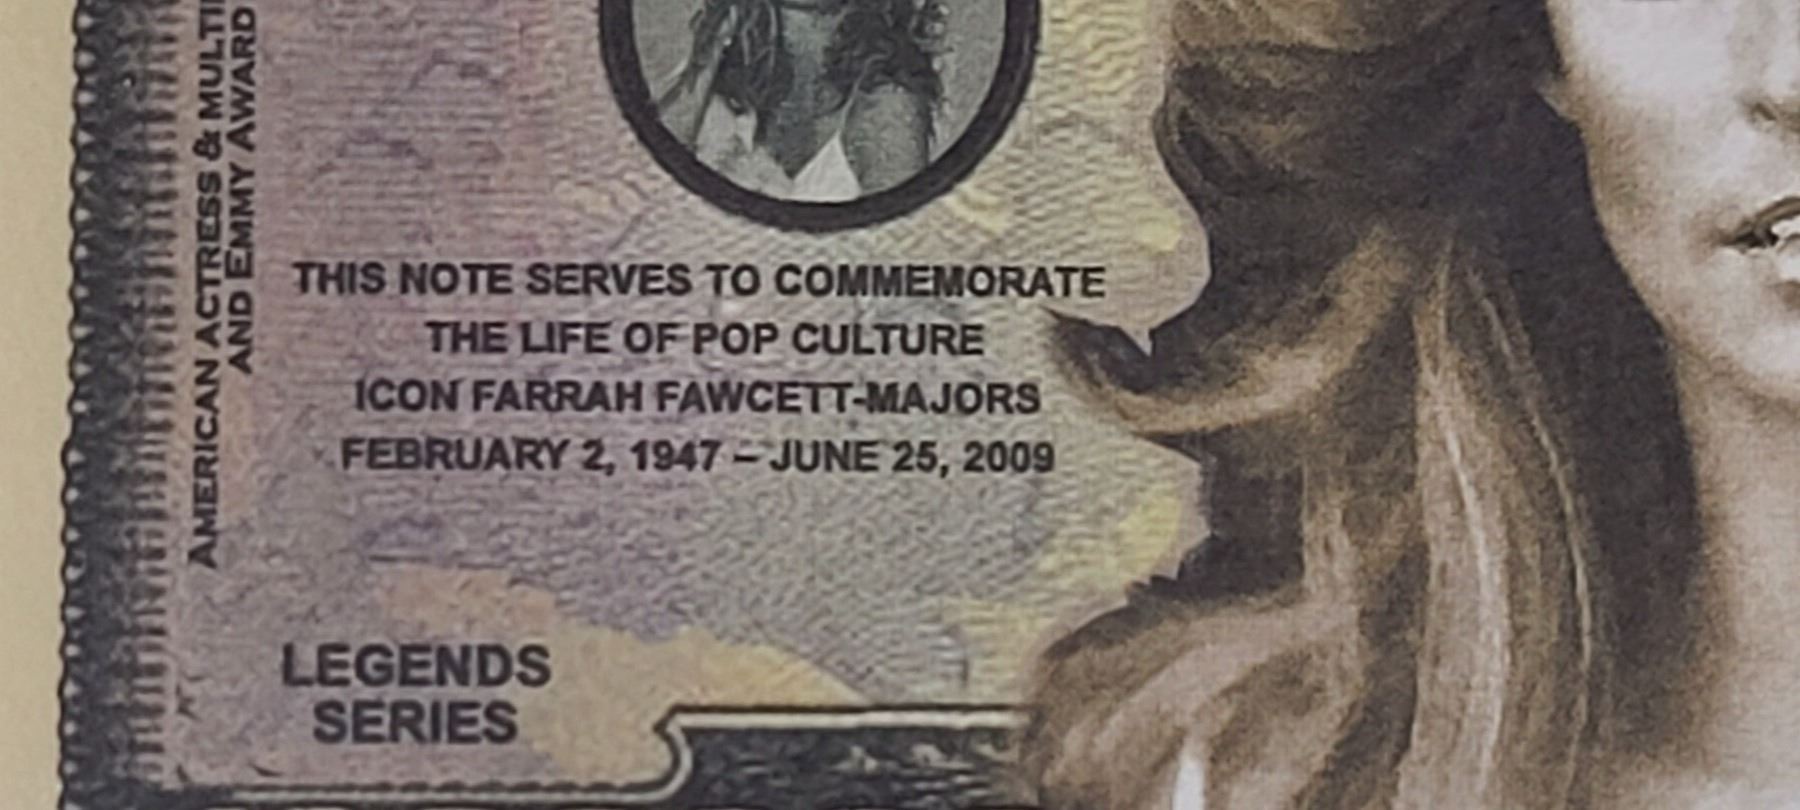 AMERICAN ACTRESS & MULTI
AND EMMY AWARD
THIS NOTE SERVES TO COMMEMORATE
THE LIFE OF POP CULTURE
ICON FARRAH FAWCETT-MAJORS
FEBRUARY 2, 1947 – JUNE 25, 2009
LEGENDS
SERIES